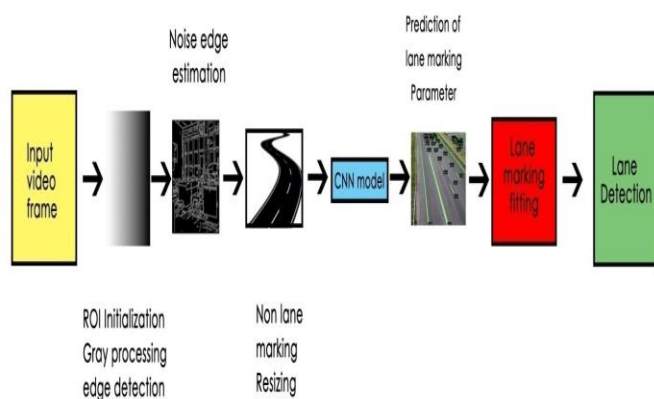 Noise edge
estimation
Prediction of
lane marking
Parameter
Input
video
frame
CNN model
Lane
marking
fitting
Lane
Detection
ROI Initialization
Gray processing
edge detection
Non lane
marking
Resizing